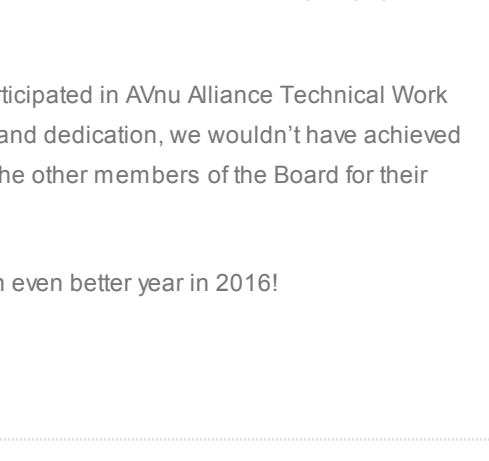 rticipated in AVnu Alliance Technical Work
and dedication, we wouldn't have achieved
he other members of the Board for their
n even better year in 2016!